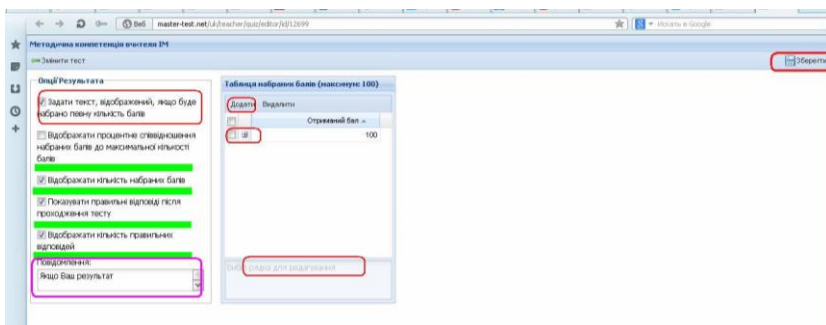 Веб master-test.net/uk/teacher/quiz/editor/id/12699
Искать в Google
Методична компетенція вчителя ІМ
Змінити тест
Зберегти
Опції Результата
Задати текст, відображений, якщо буде
набрано певну кількість балів
Відображати процентне співвідношення
набраних балів до максимальної кількості
балів
Відображати кількість набраних балів
Показувати правильні відповіді після
проходження тесту
Відображати кількість правильних
відповідей
Повідомлення:
Якщо Ваш результат
Таблиця набраних балів (максимум: 100)
Додати Видалити
Отриманий бал
100
рядка для редагування